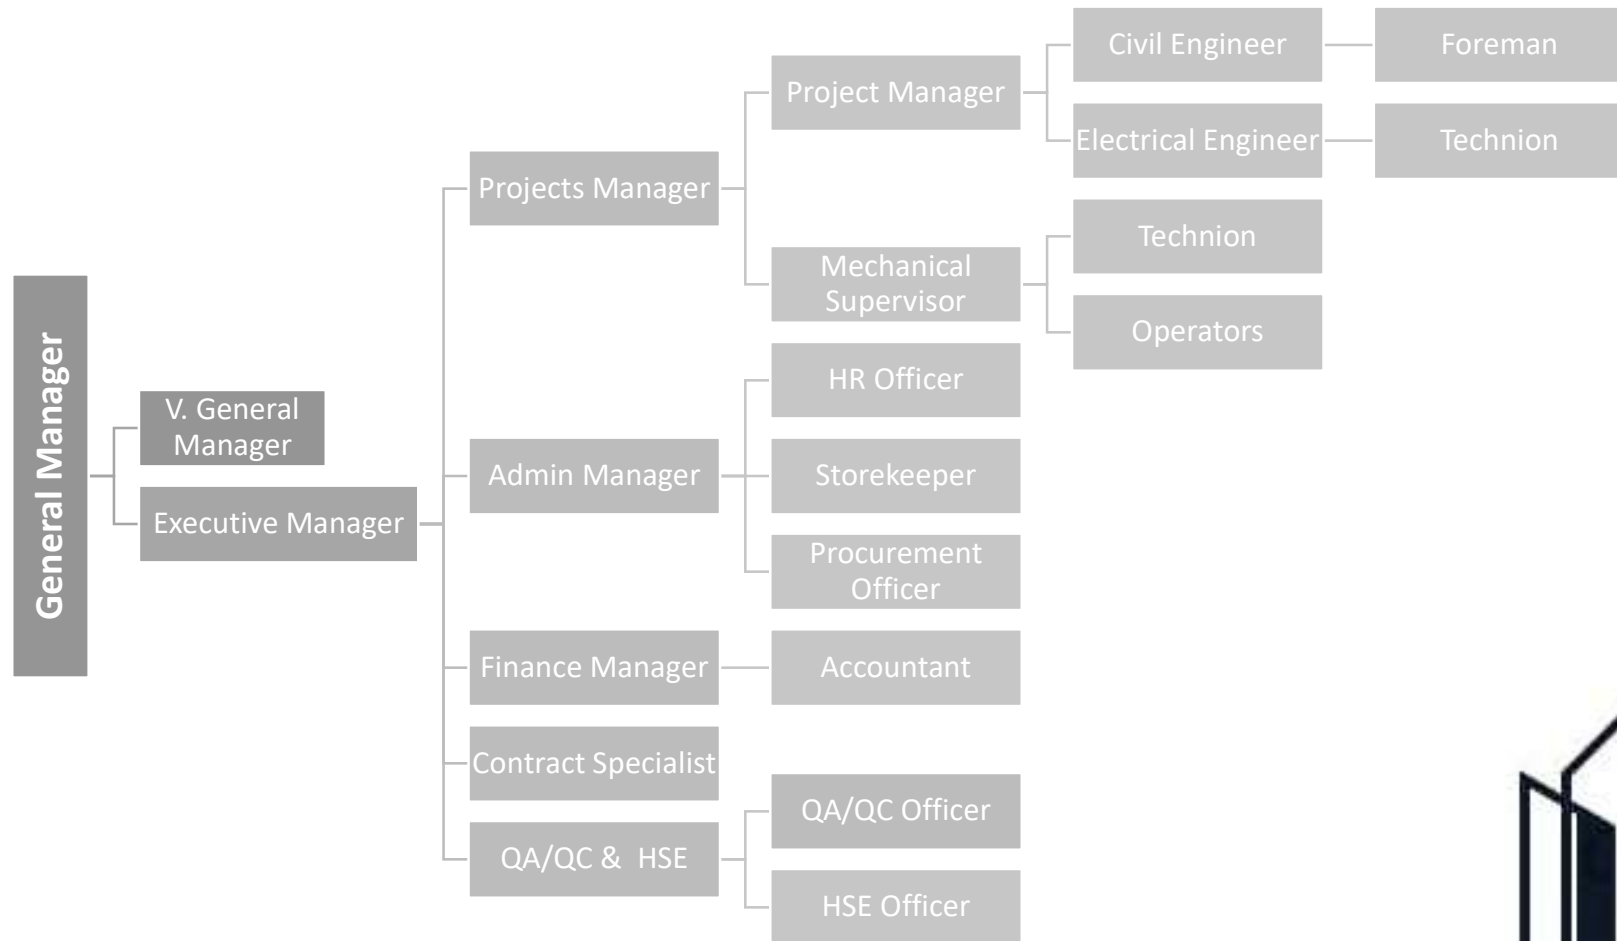 General Manager
V. General
Manager
Executive Manager
Projects Manager
Project Manager
Civil Engineer
Foreman
Electrical Engineer
Technion
Mechanical
Supervisor
Technion
Operators
Admin Manager
HR Officer
Storekeeper
Procurement
Officer
Finance Manager
Accountant
Contract Specialist
QA/QC & HSE
QA/QC Officer
HSE Officer